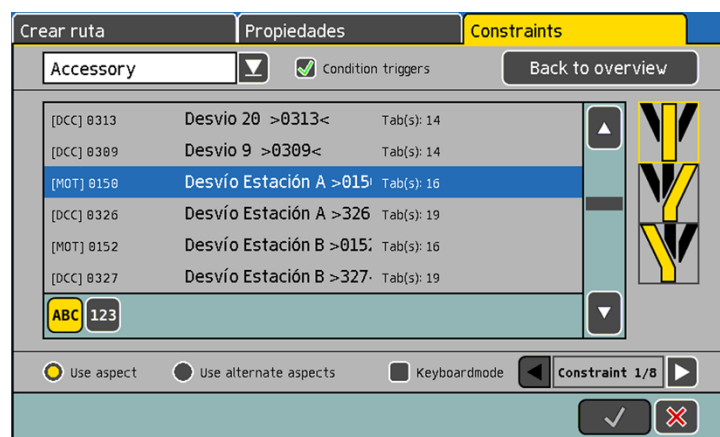 Crear ruta Propiedades Constraints
Accessory Condition triggers Back to overview
[DCC] 0313 Desvio 20 >0313< Tab(s): 14
[DCC] 0309 Desvio 9 >0309< Tab(s): 14
[MOT] 0150 Desvío Estación A >015 Tab(s): 16
[DCC] 0326 Desvío Estación A >326 Tab(s): 19
[MOT] 0152 Desvío Estación B >0152 Tab(s): 16
[DCC] 0327 Desvío Estación B >327 Tab(s): 19
ABC 123
Use aspect Use alternate aspects Keyboardmode Constraint 1/8